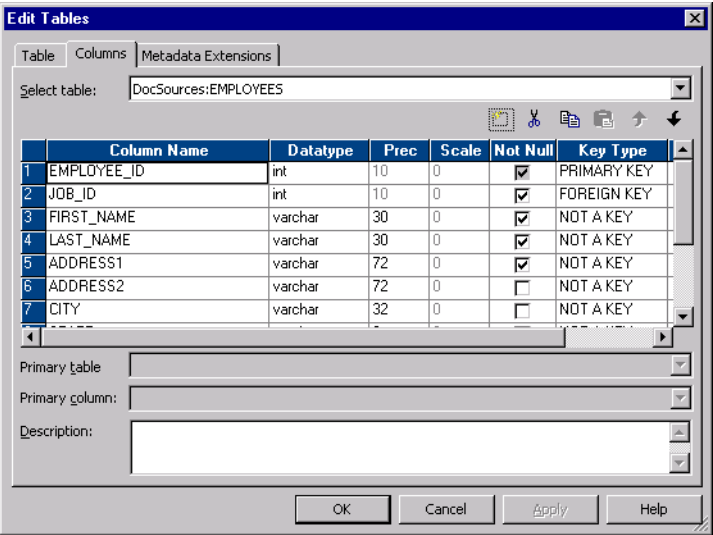 Edit Tables
Table Columns Metadata Extensions
Select table: DocSources:EMPLOYEES
Column Name Datatype Prec Scale Not Null Key Type
1 EMPLOYEE_ID int 10 0 PRIMARY KEY
2 JOB_ID int 10 0 FOREIGN KEY
3 FIRST_NAME varchar 30 0 NOT A KEY
4 LAST_NAME varchar 30 0 NOT A KEY
5 ADDRESS1 varchar 72 0 NOT A KEY
6 ADDRESS2 varchar 72 0 NOT A KEY
7 CITY varchar 32 0 NOT A KEY
Primary table
Primary column:
Description:
OK Cancel Apply Help